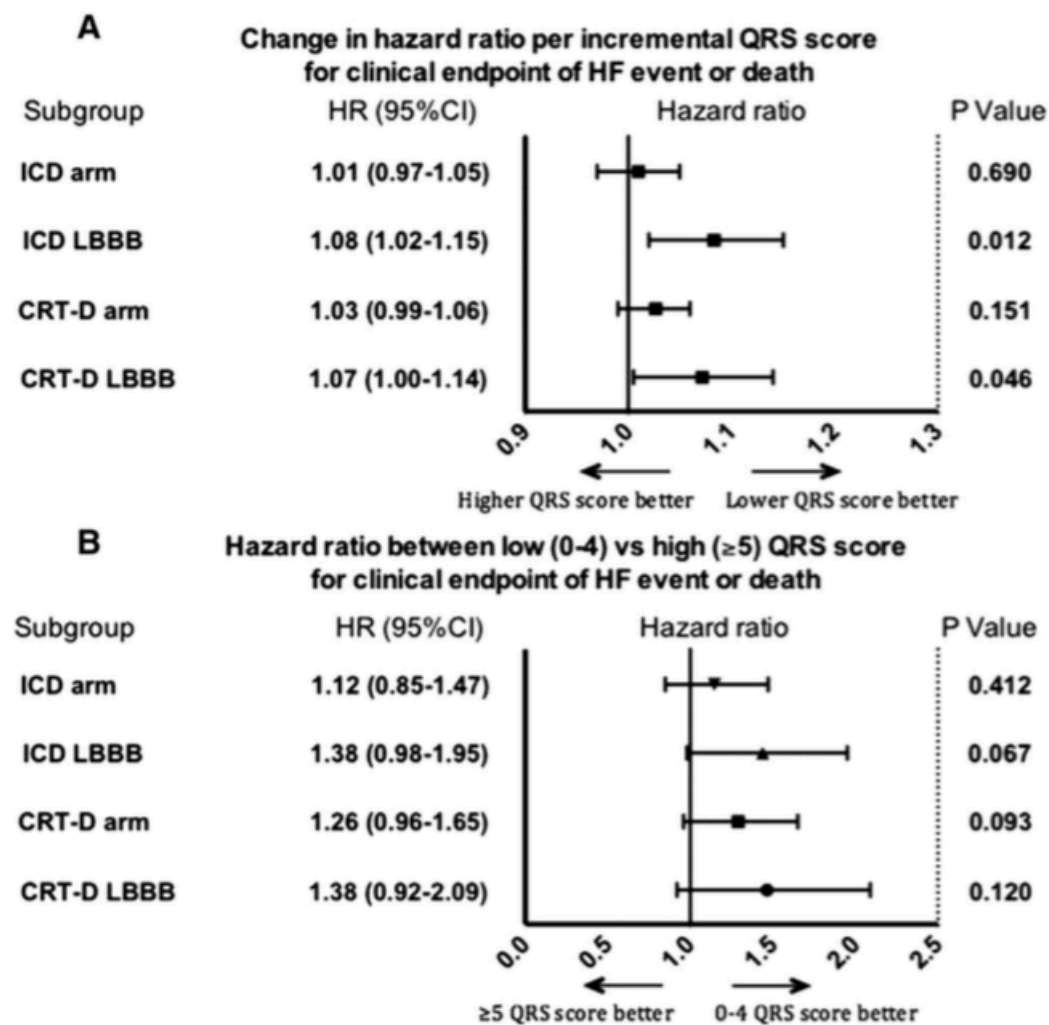 A
Change in hazard ratio per incremental QRS score
for clinical endpoint of HF event or death
Subgroup HR (95%CI) Hazard ratio P Value
ICD arm 1.01 (0.97-1.05) 0.690
ICD LBBB 1.08 (1.02-1.15) 0.012
CRT-D arm 1.03 (0.99-1.06) 0.151
CRT-D LBBB 1.07 (1.00-1.14) 0.046
0.9 1.0 1.1 1.2 1.3
Higher QRS score better Lower QRS score better
B
Hazard ratio between low (0-4) vs high (≥5) QRS score
for clinical endpoint of HF event or death
Subgroup HR (95%CI) Hazard ratio P Value
ICD arm 1.12 (0.85-1.47) 0.412
ICD LBBB 1.38 (0.98-1.95) 0.067
CRT-D arm 1.26 (0.96-1.65) 0.093
CRT-D LBBB 1.38 (0.92-2.09) 0.120
0.0 0.5 1.0 1.5 2.0 2.5
≥5 QRS score better 0-4 QRS score better